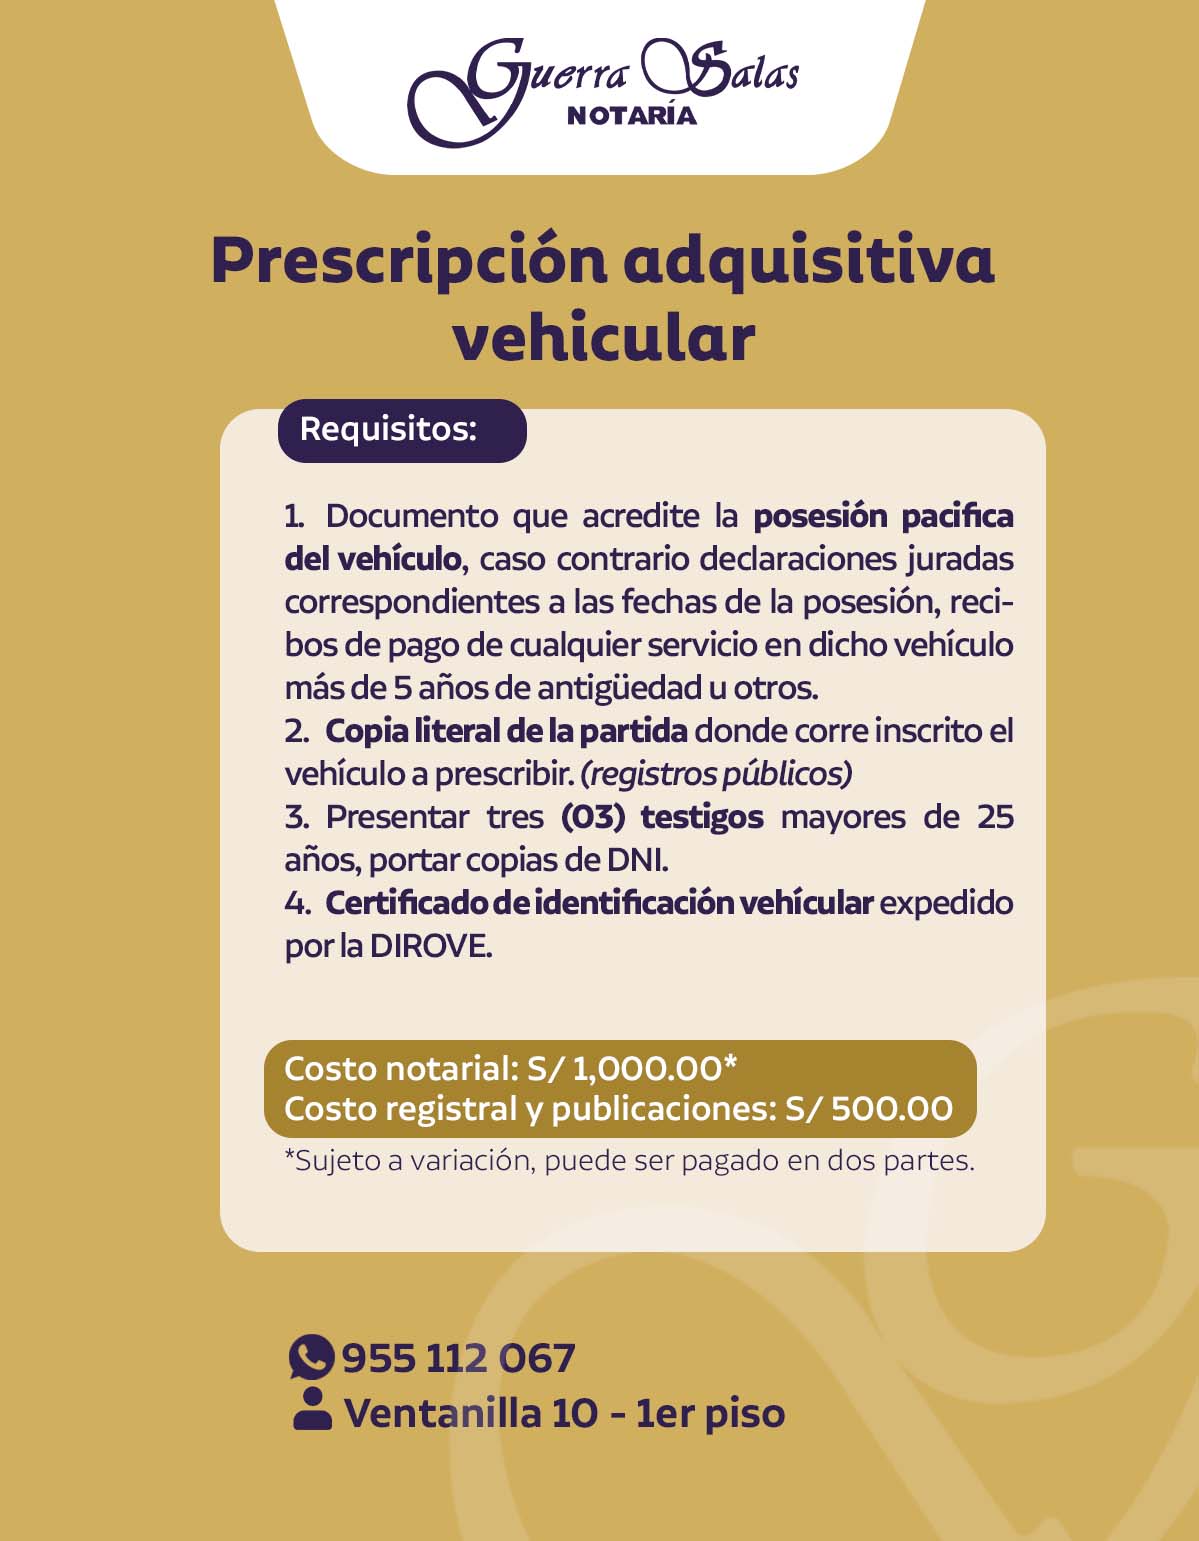 Guerra Salas
NOTARÍA
Prescripción adquisitiva
vehicular
Requisitos:
1. Documento que acredite la posesión pacifica
del vehículo, caso contrario declaraciones juradas
correspondientes a las fechas de la posesión, reci-
bos de pago de cualquier servicio en dicho vehículo
más de 5 años de antigüedad u otros.
2. Copia literal de la partida donde corre inscrito el
vehículo a prescribir. (registros públicos)
3. Presentar tres (03) testigos mayores de 25
años, portar copias de DNI.
4. Certificado de identificación vehícular expedido
por la DIROVE.
Costo notarial: S/ 1,000.00*
Costo registral y publicaciones: S/ 500.00
*Sujeto a variación, puede ser pagado en dos partes.
955 112 067
Ventanilla 10 - 1er piso